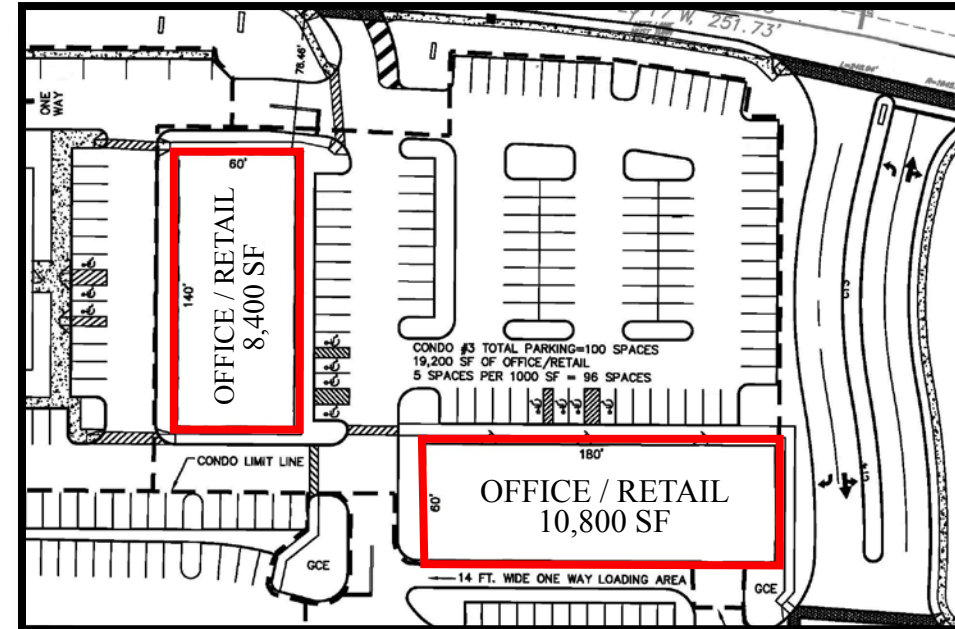 W, 251.73'
78.46'
ONE
WAY
60'
OFFICE / RETAIL
8,400 SF
140'
CONDO #3 TOTAL PARKING=100 SPACES
19,200 SF OF OFFICE/RETAIL
5 SPACES PER 1000 SF = 96 SPACES
CONDO LIMIT LINE
180'
60'
OFFICE / RETAIL
10,800 SF
GCE
14 FT. WIDE ONE WAY LOADING AREA
GCE